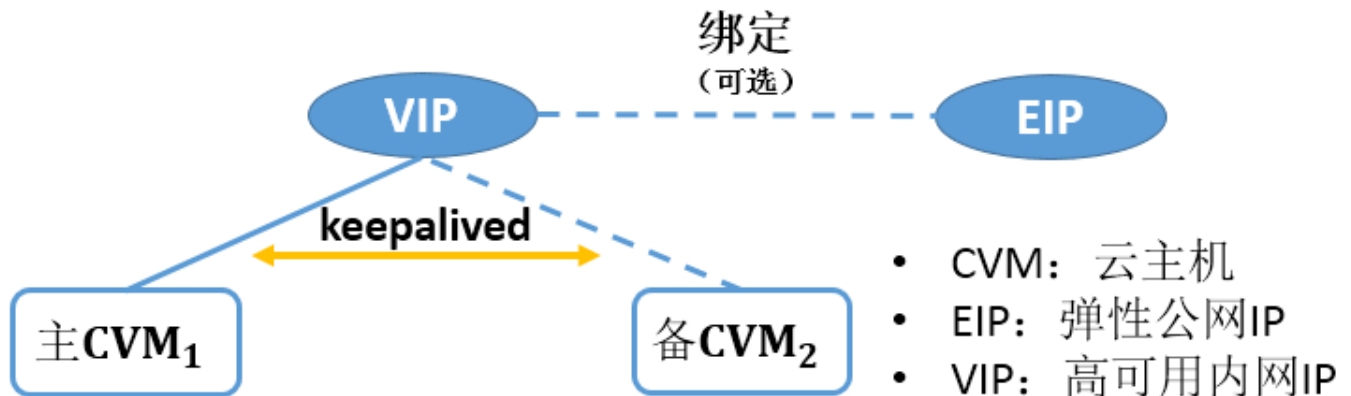 绑定
(可选)
VIP
EIP
keepalived
主CVM₁
备CVM₂
• CVM：云主机
• EIP：弹性公网IP
• VIP：高可用内网IP